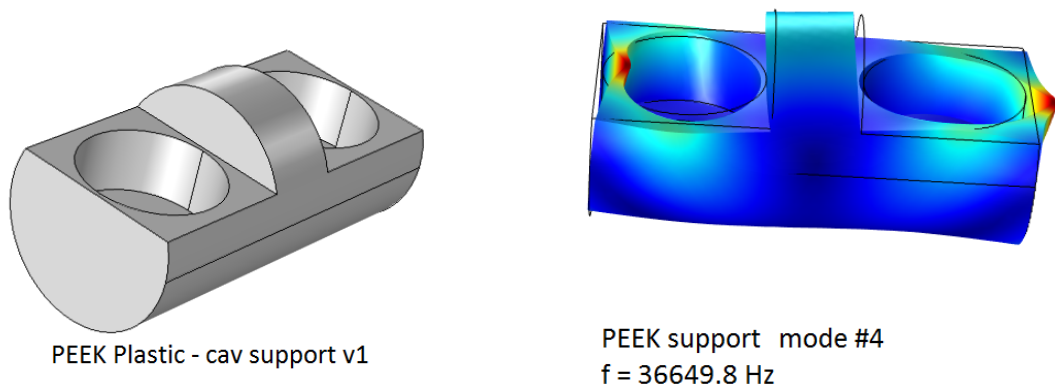 PEEK Plastic - cav support v1
PEEK support mode #4
f = 36649.8 Hz